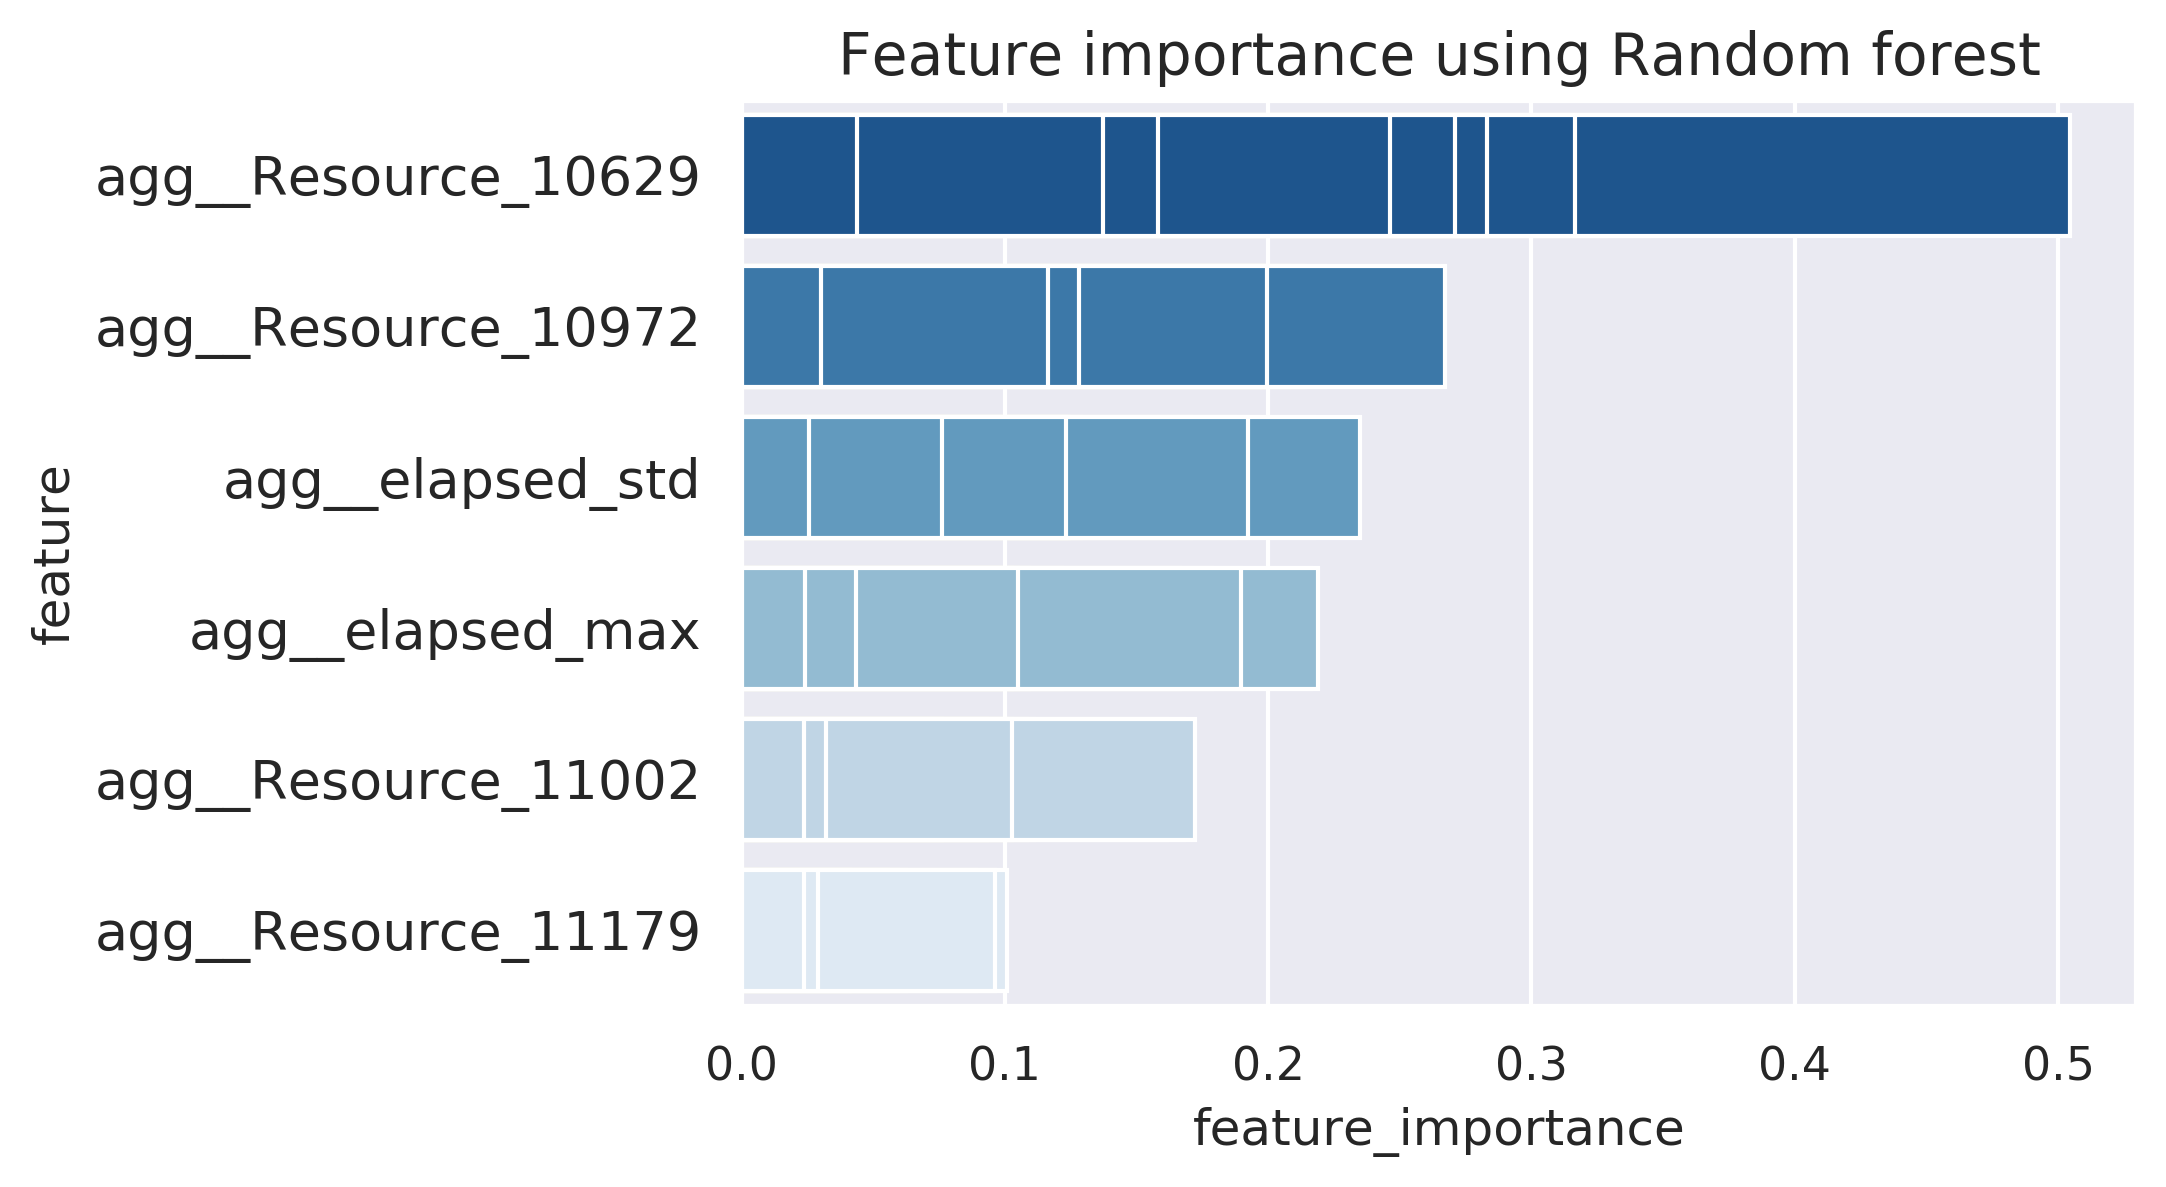 Feature importance using Random forest
agg__Resource_10629
agg__Resource_10972
agg__elapsed_std
agg__elapsed_max
agg__Resource_11002
agg__Resource_11179
feature
0.0 0.1 0.2 0.3 0.4 0.5
feature_importance